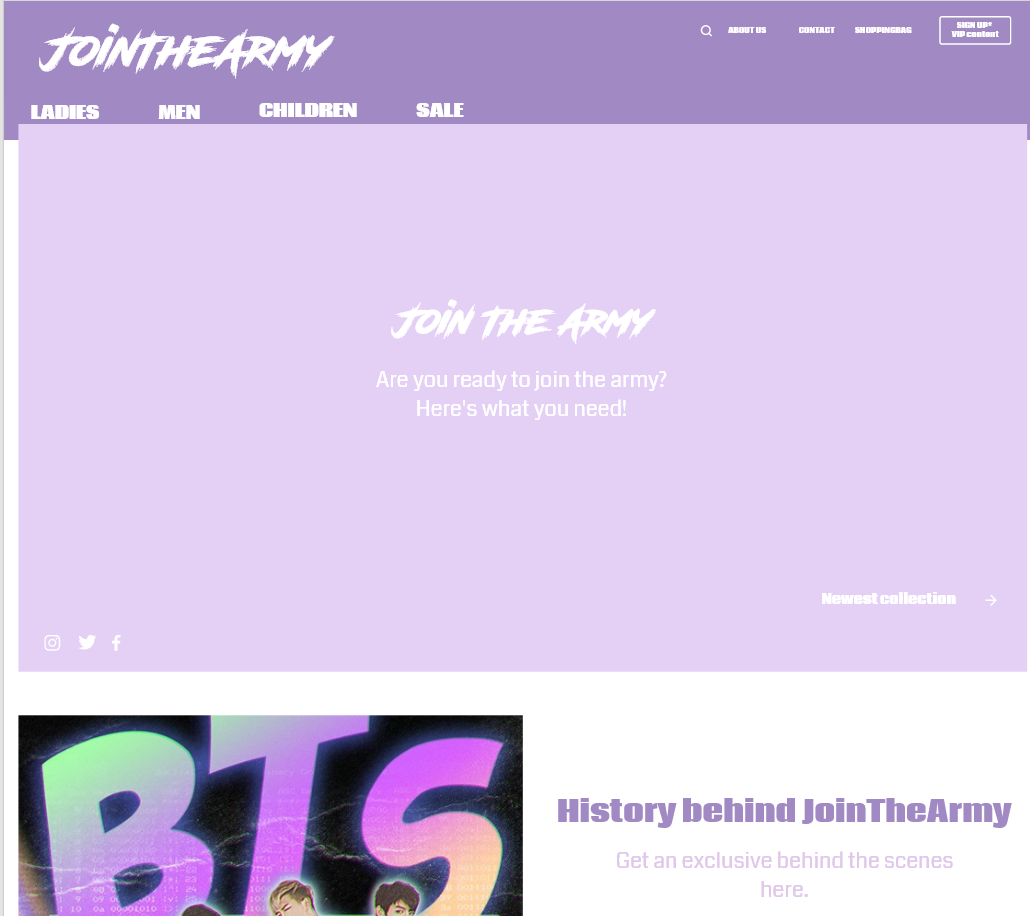 JOINTHEARMY
ABOUT US
CONTACT
SHOPPINGBAG
SIGN UP*
VIP content
LADIES
MEN
CHILDREN
SALE
JOIN THE ARMY
Are you ready to join the army?
Here's what you need!
Newest collection
BTS
History behind JoinTheArmy
Get an exclusive behind the scenes
here.